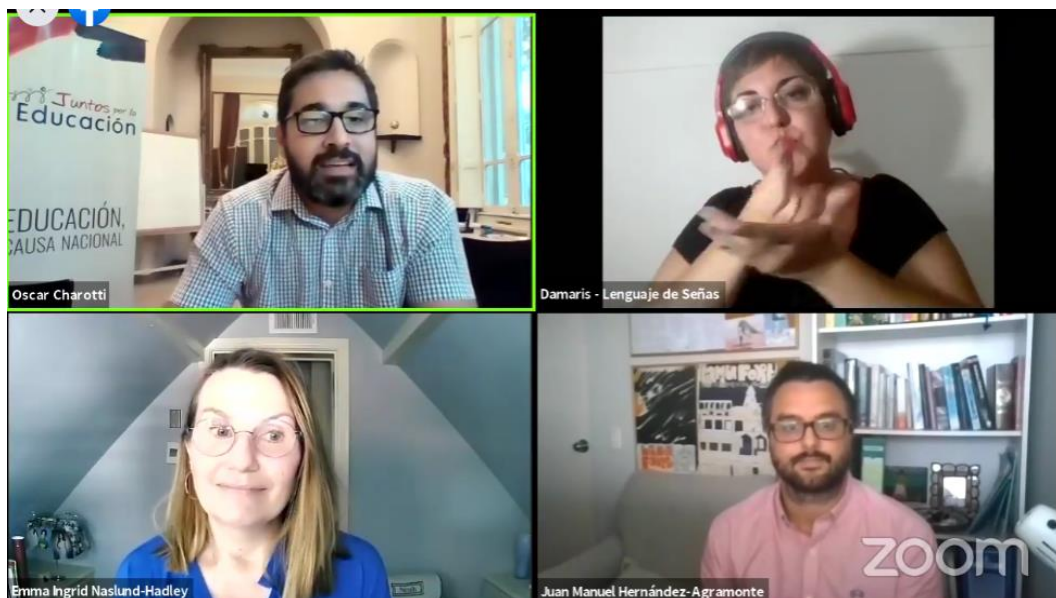 Juntos por la
Educación
EDUCACIÓN,
CAUSA NACIONAL
Oscar Charotti
Damaris - Lenguaje de Señas
Emma Ingrid Naslund-Hadley
Juan Manuel Hernández-Agramonte
zoom